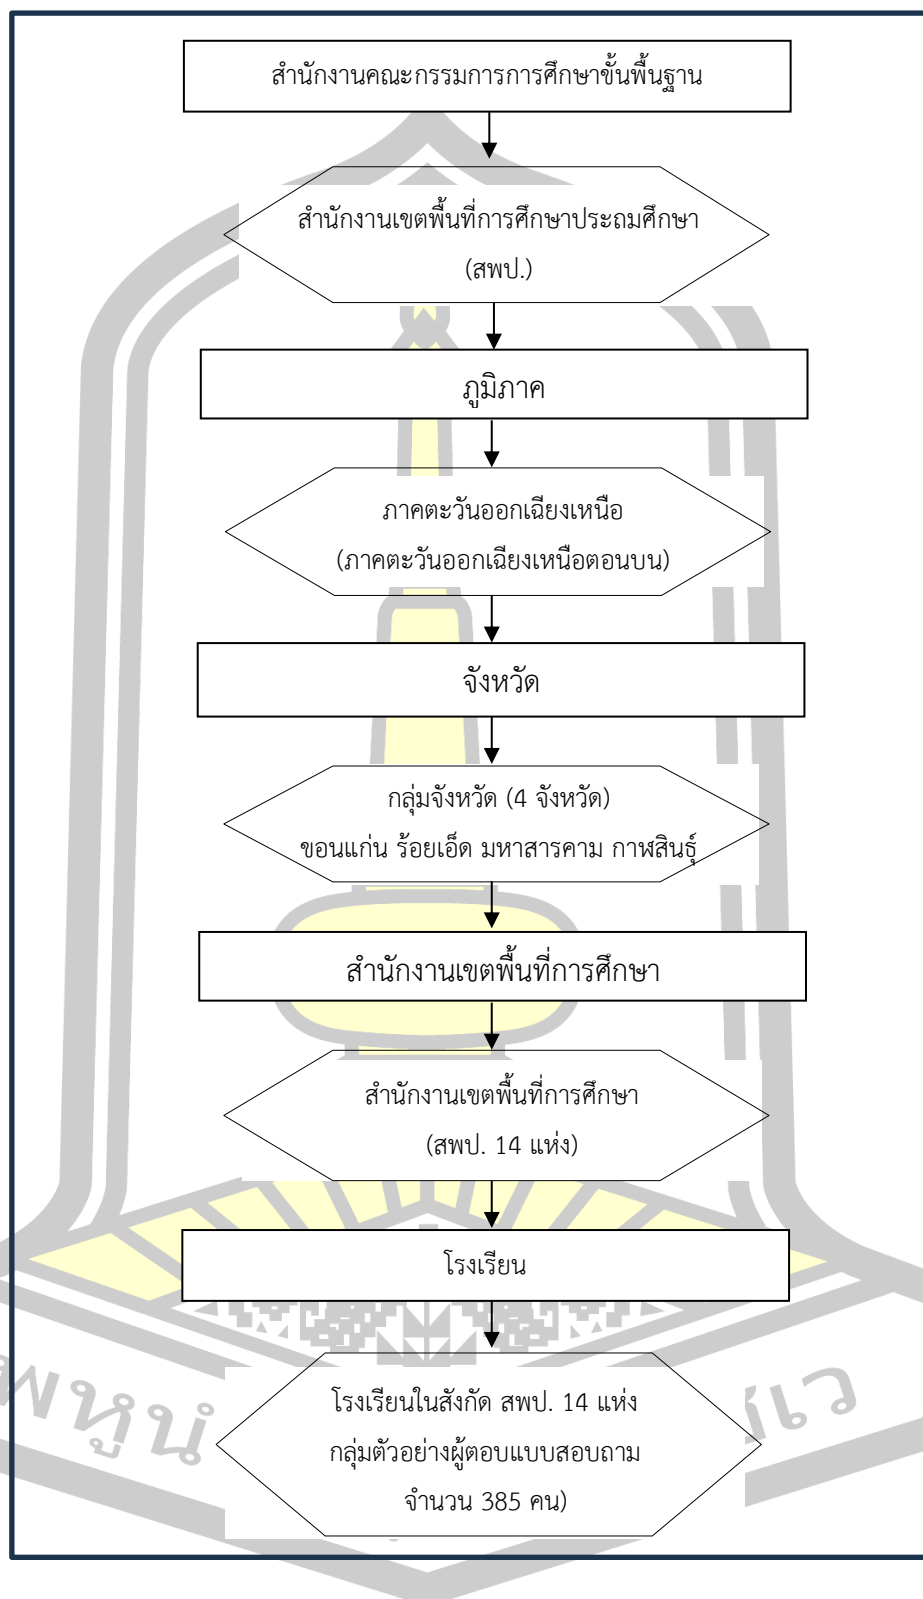 สำนักงานคณะกรรมการการศึกษาขั้นพื้นฐาน
สำนักงานเขตพื้นที่การศึกษาประถมศึกษา
(สพป.)
ภูมิภาค
ภาคตะวันออกเฉียงเหนือ
(ภาคตะวันออกเฉียงเหนือตอนบน)
จังหวัด
กลุ่มจังหวัด (4 จังหวัด)
ขอนแก่น ร้อยเอ็ด มหาสารคาม กาฬสินธุ์
สำนักงานเขตพื้นที่การศึกษา
สำนักงานเขตพื้นที่การศึกษา
(สพป. 14 แห่ง)
โรงเรียน
โรงเรียนในสังกัด สพป. 14 แห่ง
กลุ่มตัวอย่างผู้ตอบแบบสอบถาม
จำนวน 385 คน)